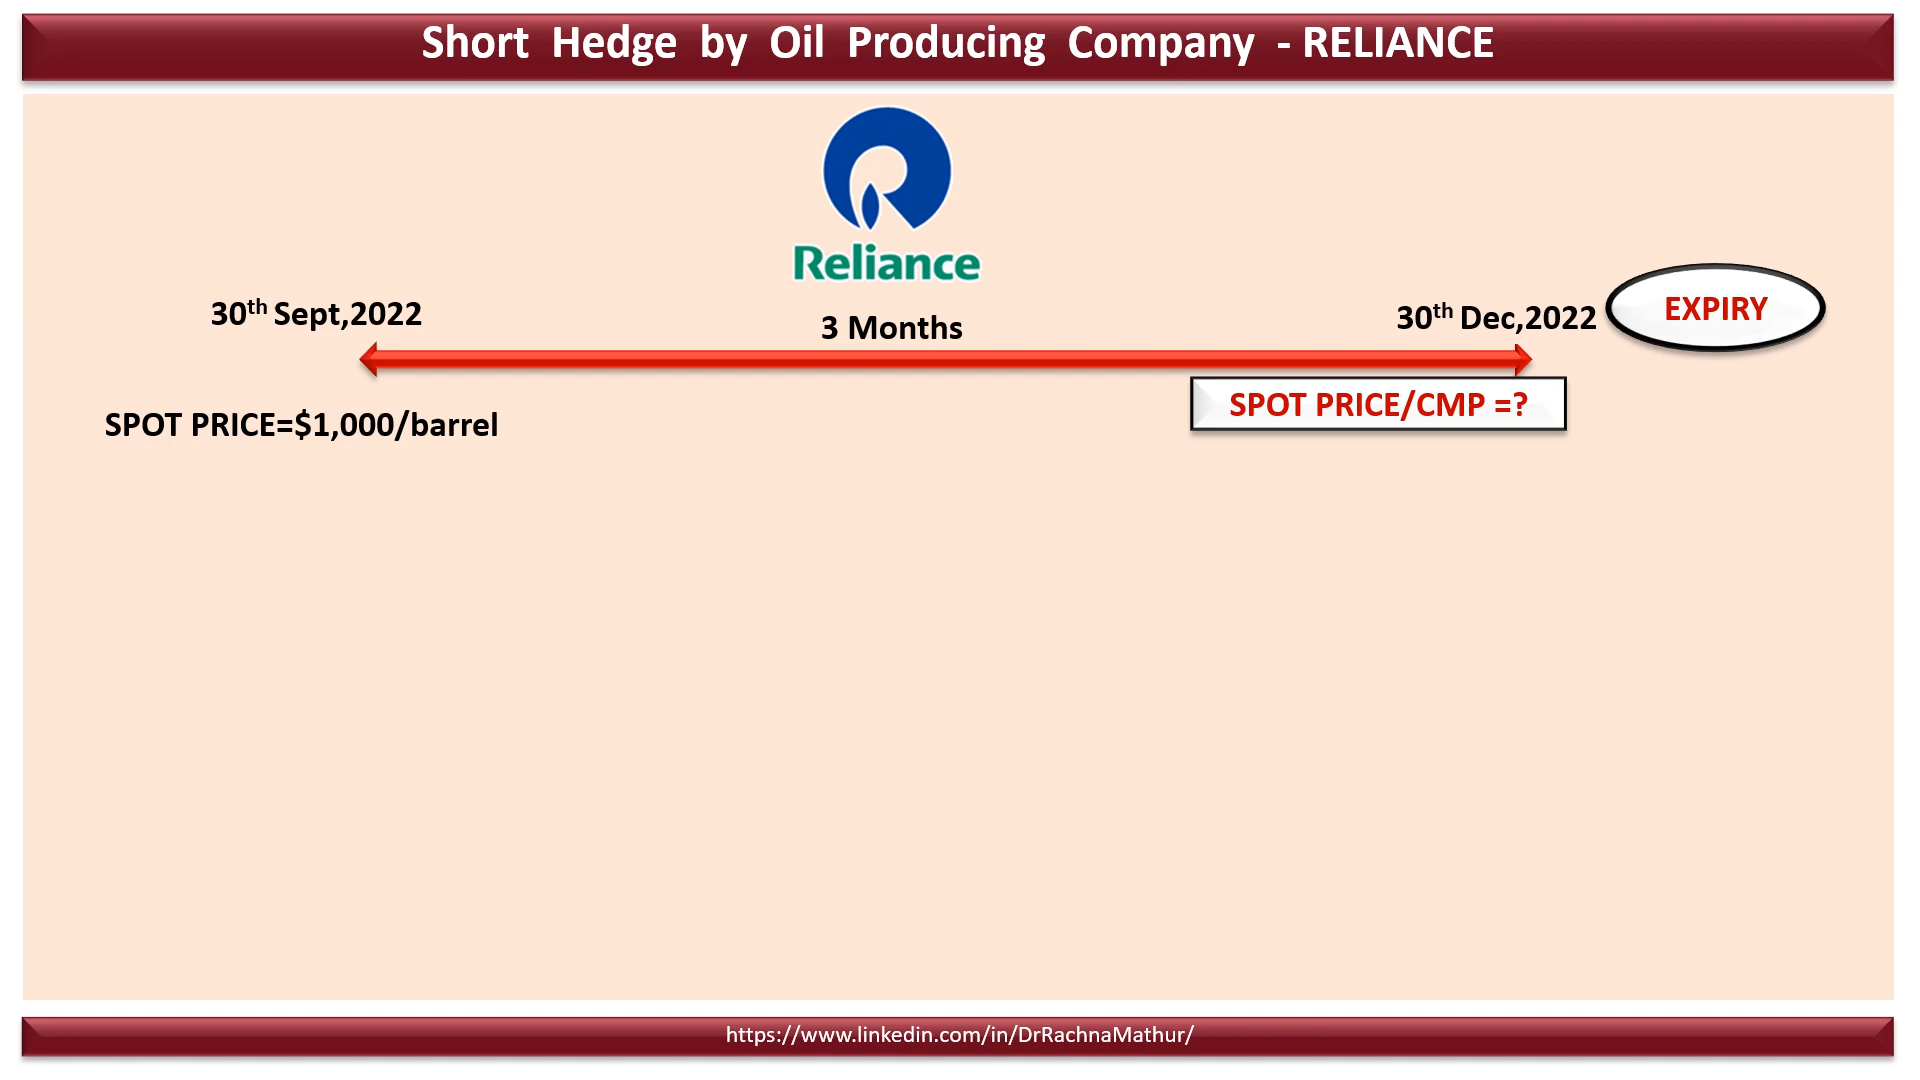 Short Hedge by Oil Producing Company - RELIANCE
Reliance
30th Sept,2022
3 Months
30th Dec,2022
EXPIRY
SPOT PRICE=$1,000/barrel
SPOT PRICE/CMP =?
https://www.linkedin.com/in/DrRachnaMathur/